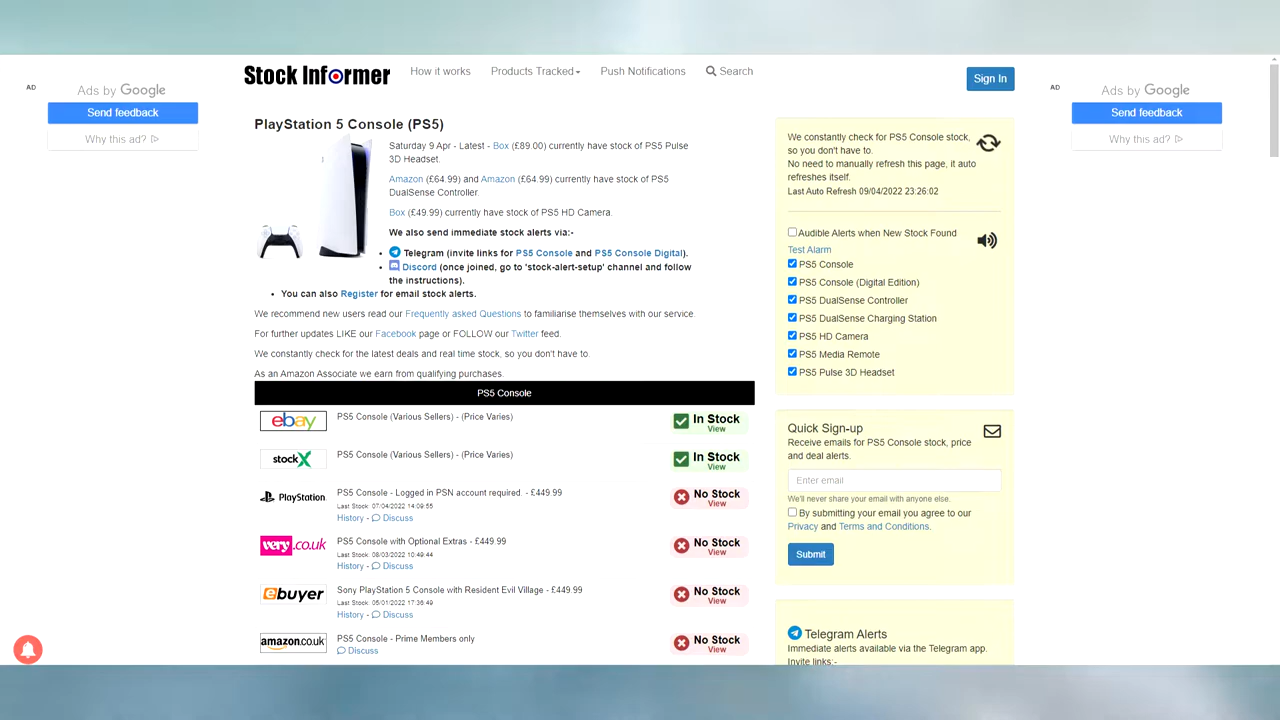 Stock Informer
How it works
Products Tracked
Push Notifications
Search
Sign In
AD
Ads by Google
Send feedback
Why this ad?
AD
Ads by Google
Send feedback
Why this ad?
PlayStation 5 Console (PS5)
Saturday 9 Apr - Latest - Box (£89.00) currently have stock of PS5 Pulse
3D Headset.
Amazon (£64.99) and Amazon (£64.99) currently have stock of PS5
DualSense Controller.
Box (£49.99) currently have stock of PS5 HD Camera.
We also send immediate stock alerts via:-
• Telegram (invite links for PS5 Console and PS5 Console Digital).
• Discord (once joined, go to 'stock-alert-setup' channel and follow
the instructions).
• You can also Register for email stock alerts.
We recommend new users read our Frequently asked Questions to familiarise themselves with our service.
For further updates LIKE our Facebook page or FOLLOW our Twitter feed.
We constantly check for the latest deals and real time stock, so you don't have to.
As an Amazon Associate we earn from qualifying purchases.
PS5 Console
ebay PS5 Console (Various Sellers) - (Price Varies) In Stock
View
stockX PS5 Console (Various Sellers) - (Price Varies) In Stock
View
PlayStation PS5 Console - Logged in PSN account required. - £449.99 No Stock
Last Stock: 07/04/2022 14:09:55 View
History - Discuss
very.co.uk PS5 Console with Optional Extras - £449.99 No Stock
Last Stock: 08/03/2022 10:49:44 View
History - Discuss
ebuyer Sony PlayStation 5 Console with Resident Evil Village - £449.99 No Stock
Last Stock: 05/01/2022 17:36:49 View
History - Discuss
amazon.co.uk PS5 Console - Prime Members only No Stock
Discuss View
We constantly check for PS5 Console stock,
so you don't have to.
No need to manually refresh this page, it auto
refreshes itself.
Last Auto Refresh 09/04/2022 23:26:02
Audible Alerts when New Stock Found
Test Alarm
PS5 Console
PS5 Console (Digital Edition)
PS5 DualSense Controller
PS5 DualSense Charging Station
PS5 HD Camera
PS5 Media Remote
PS5 Pulse 3D Headset
Quick Sign-up
Receive emails for PS5 Console stock, price
and deal alerts.
Enter email
We'll never share your email with anyone else.
By submitting your email you agree to our
Privacy and Terms and Conditions.
Submit
Telegram Alerts
Immediate alerts available via the Telegram app.
Invite links:-